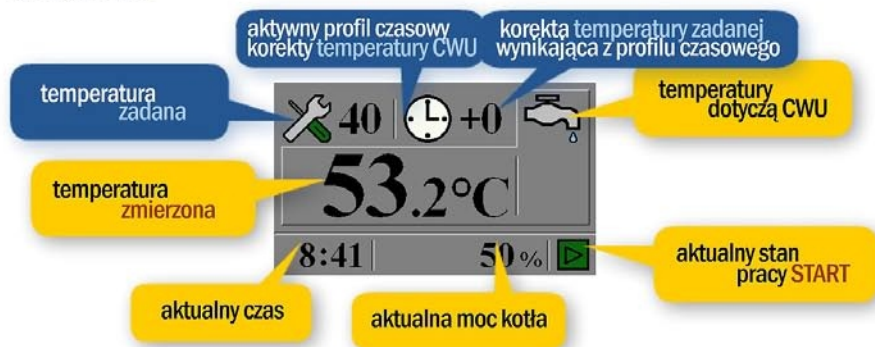 aktywny profil czasowy
korekty temperatury CWU
korekta temperatury zadanej
wynikająca z profilu czasowego
temperatura
zadana
temperatury
dotyczą CWU
40
+0
temperatura
zmierzona
53.2°C
8:41
50 %
aktualny stan
pracy START
aktualny czas
aktualna moc kotła